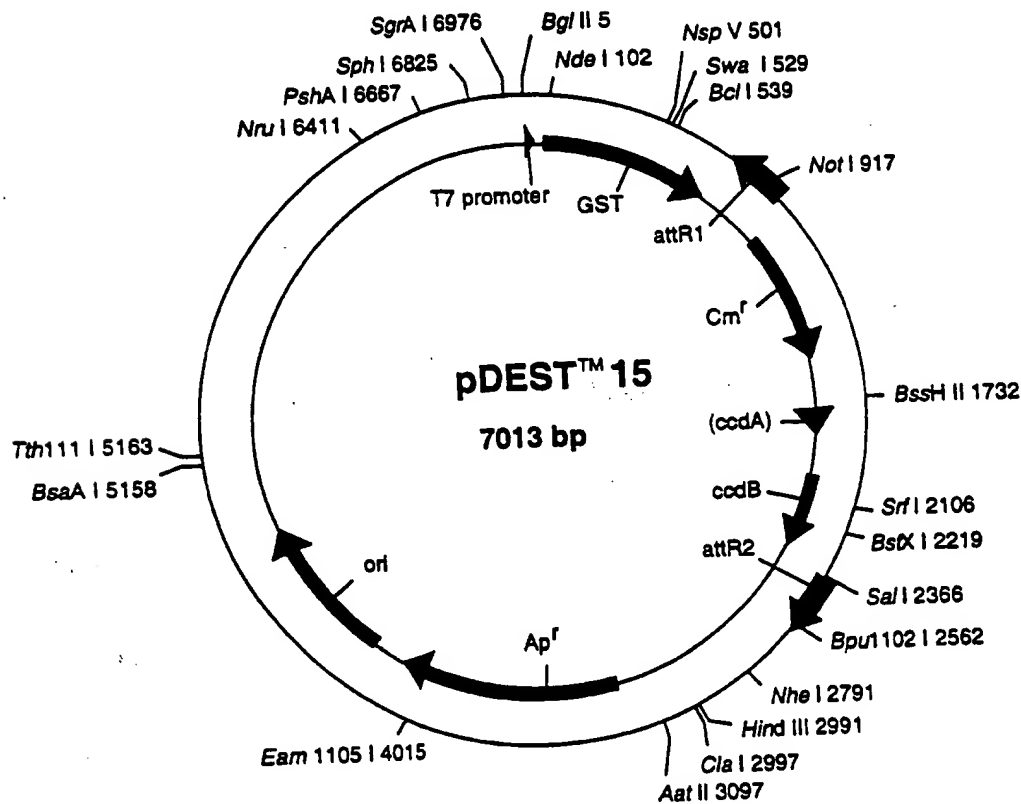 SgrA I 6976
Bgl II 5
Nsp V 501
Sph I 6825
Nde I 102
Swa I 529
PshA I 6667
Bcl I 539
Nru I 6411
Not I 917
T7 promoter
GST
attR1
Cmr
pDEST™ 15
BssH II 1732
(ccdA)
7013 bp
Tth111 I 5163
BsaA I 5158
ccdB
Srf I 2106
BstX I 2219
attR2
ori
Sal I 2366
Apr
Bpu1102 I 2562
Nhe I 2791
Hind III 2991
Eam 1105 I 4015
Cla I 2997
Aat II 3097